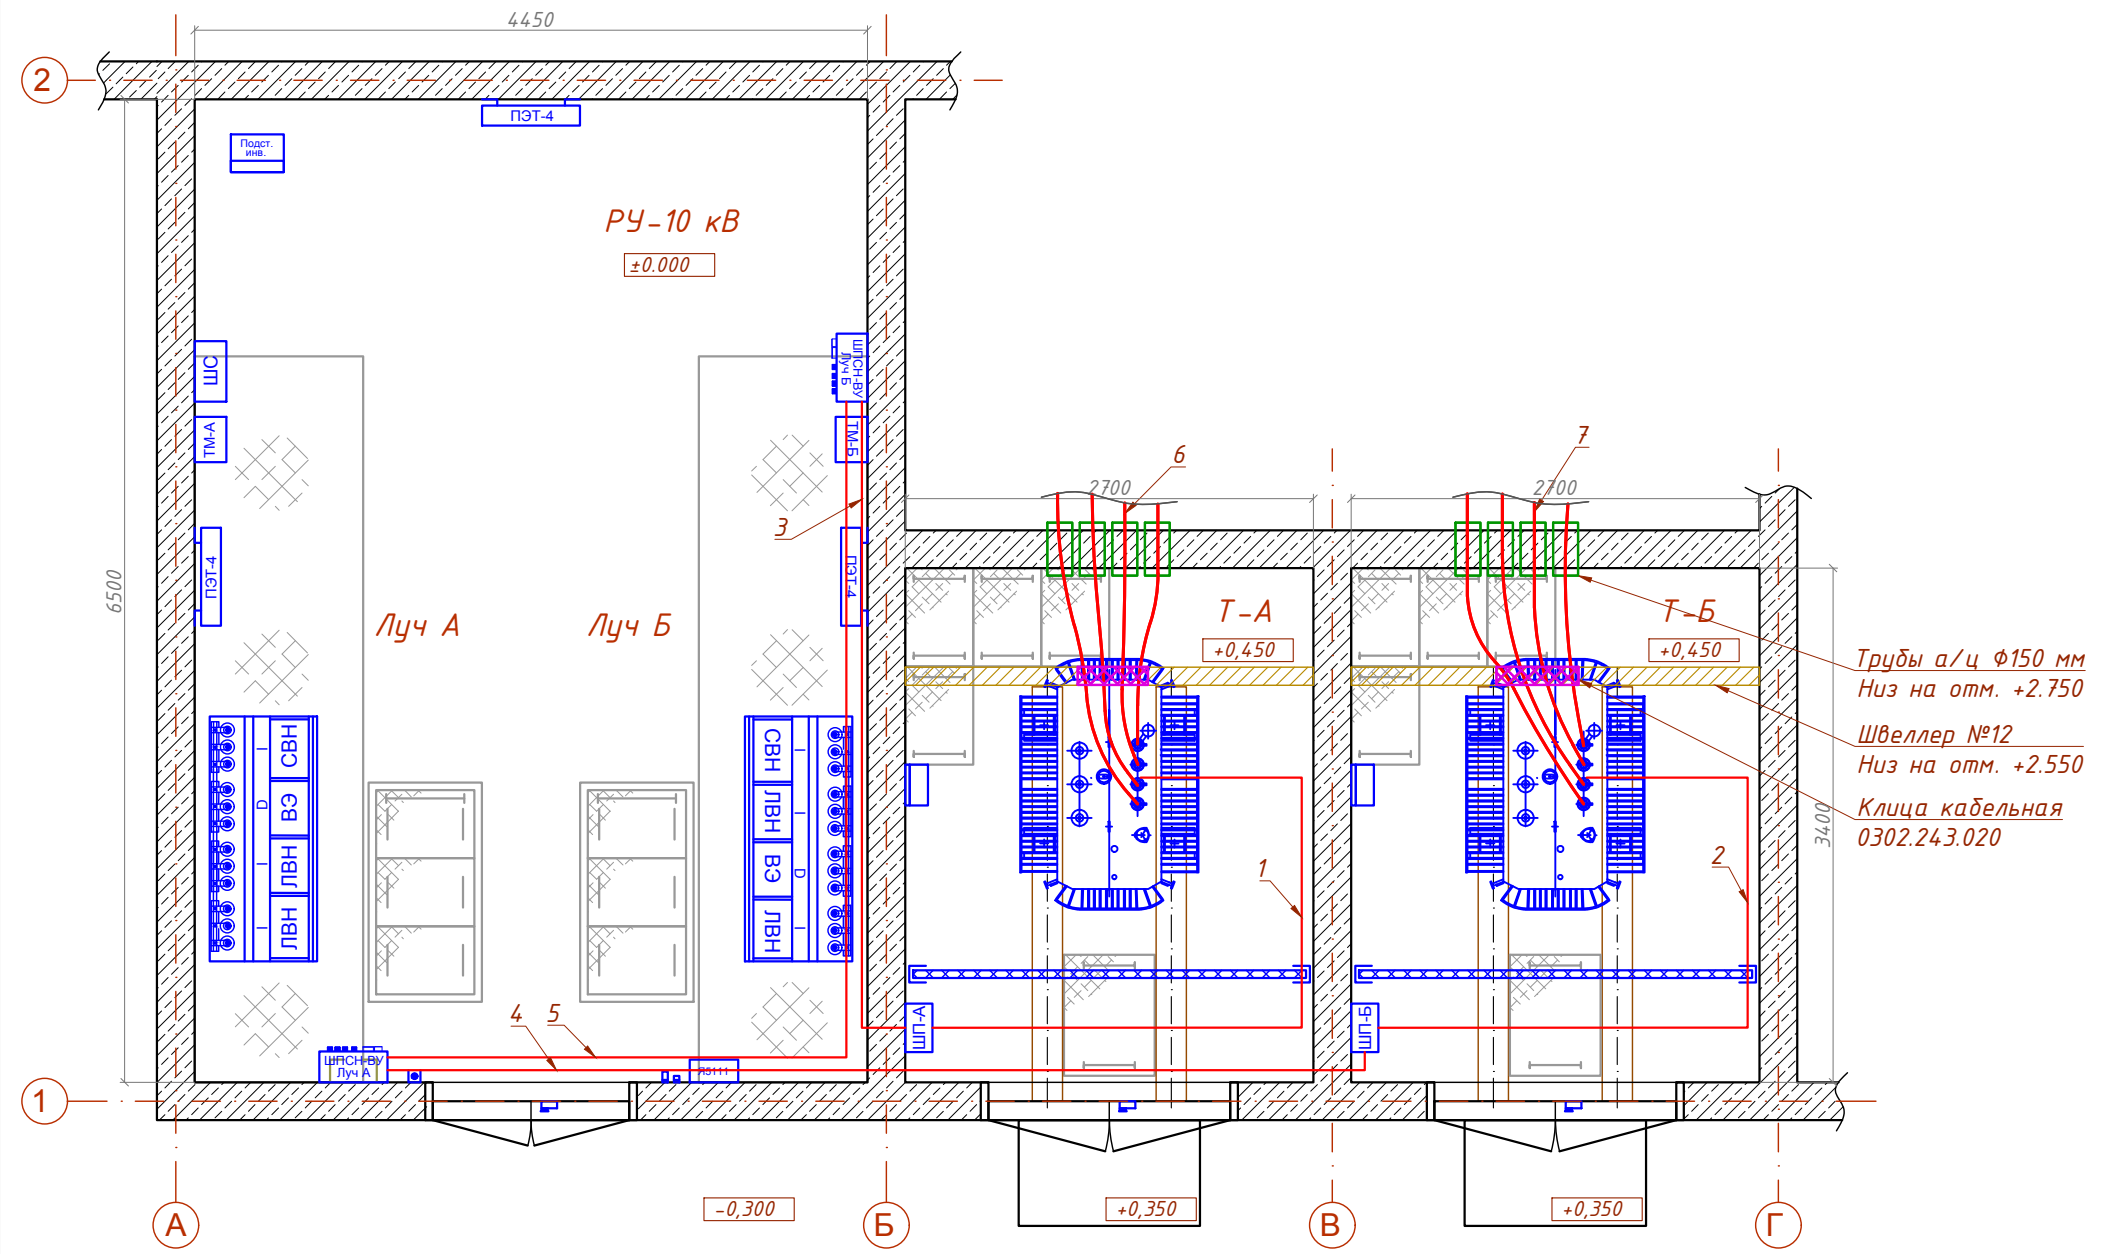 4450
2
ПЭТ-4
Подст.
инв.
РУ-10 кВ
±0.000
ШС
ШПСН-ВУ
Луч Б
ТМ-А
ТМ-Б
3
6
7
2700
2700
6500
ПЭТ-4
ПЭТ-4
Луч А
Луч Б
Т-А
+0,450
Т-Б
+0,450
Трубы а/ц Ф150 мм
Низ на отм. +2.750
Швеллер №12
Низ на отм. +2.550
Клица кабельная
0302.243.020
3400
СВН
ВЭ
ЛВН
ЛВН
I
D
I
I
СВН
ЛВН
ВЭ
ЛВН
I
I
D
I
1
2
4
5
ШП-А
ШП-Б
ШПСН-ВУ
Луч А
Я5111
1
-0,300
+0,350
+0,350
А
Б
В
Г